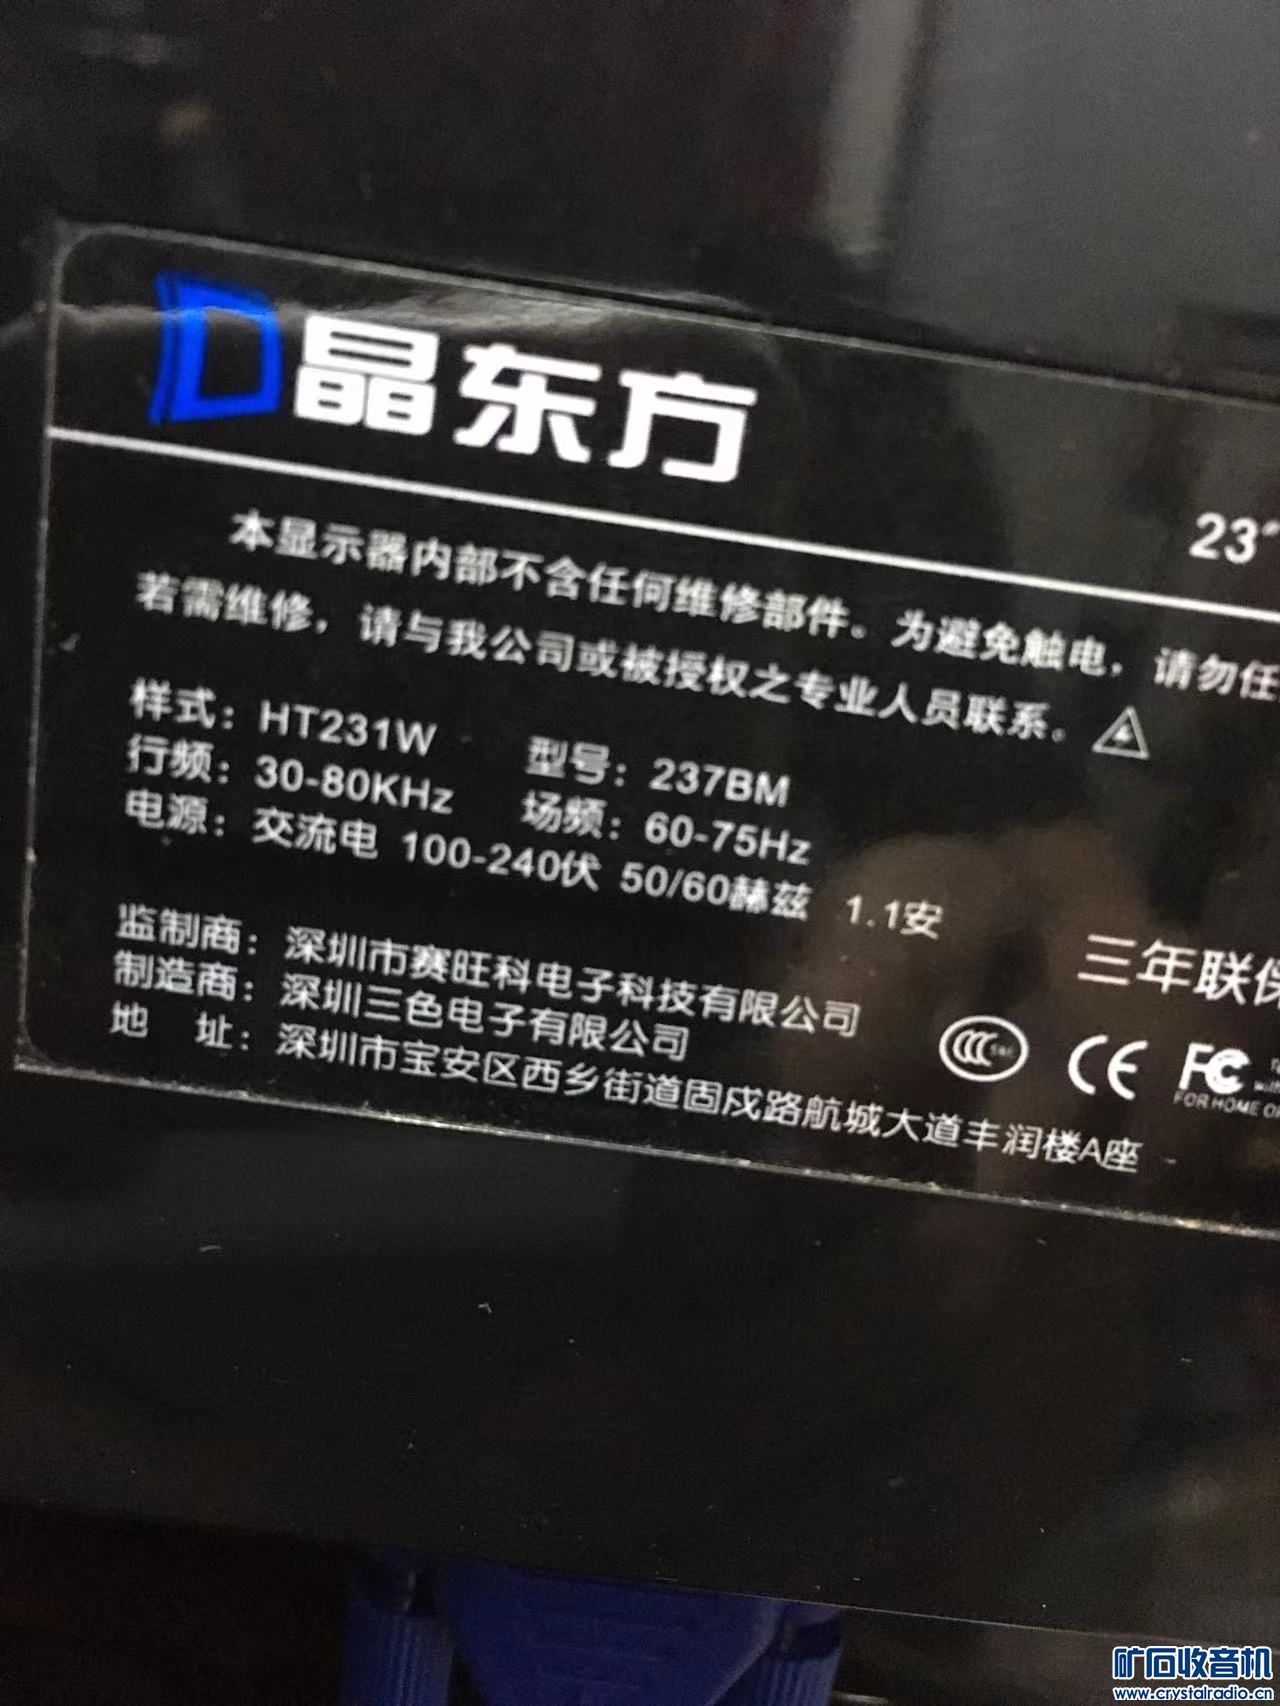 晶东方
23"
本显示器内部不含任何维修部件。为避免触电，请勿任
若需维修，请与我公司或被授权之专业人员联系。
样式：HT231W 型号：237BM
行频：30-80KHz 场频：60-75Hz
电源：交流电 100-240伏 50/60赫兹 1.1安
三年联保
监制商：深圳市赛旺科电子科技有限公司
制造商：深圳三色电子有限公司
地 址：深圳市宝安区西乡街道固戍路航城大道丰润楼A座
CCC CE FC
FOR HOME O
矿石收音机
www.crystalradio.cn